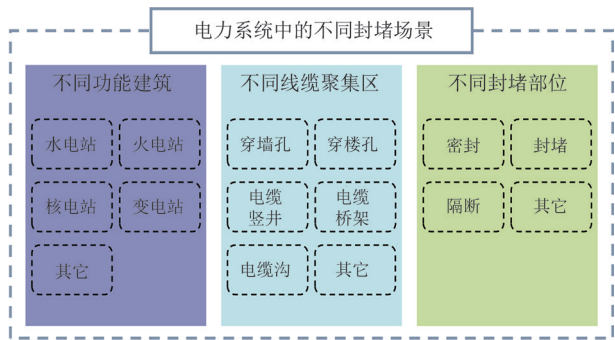 电力系统中的不同封堵场景
不同功能建筑
水电站
火电站
核电站
变电站
其它
不同线缆聚集区
穿墙孔
穿楼孔
电缆
竖井
电缆
桥架
电缆沟
其它
不同封堵部位
密封
封堵
隔断
其它